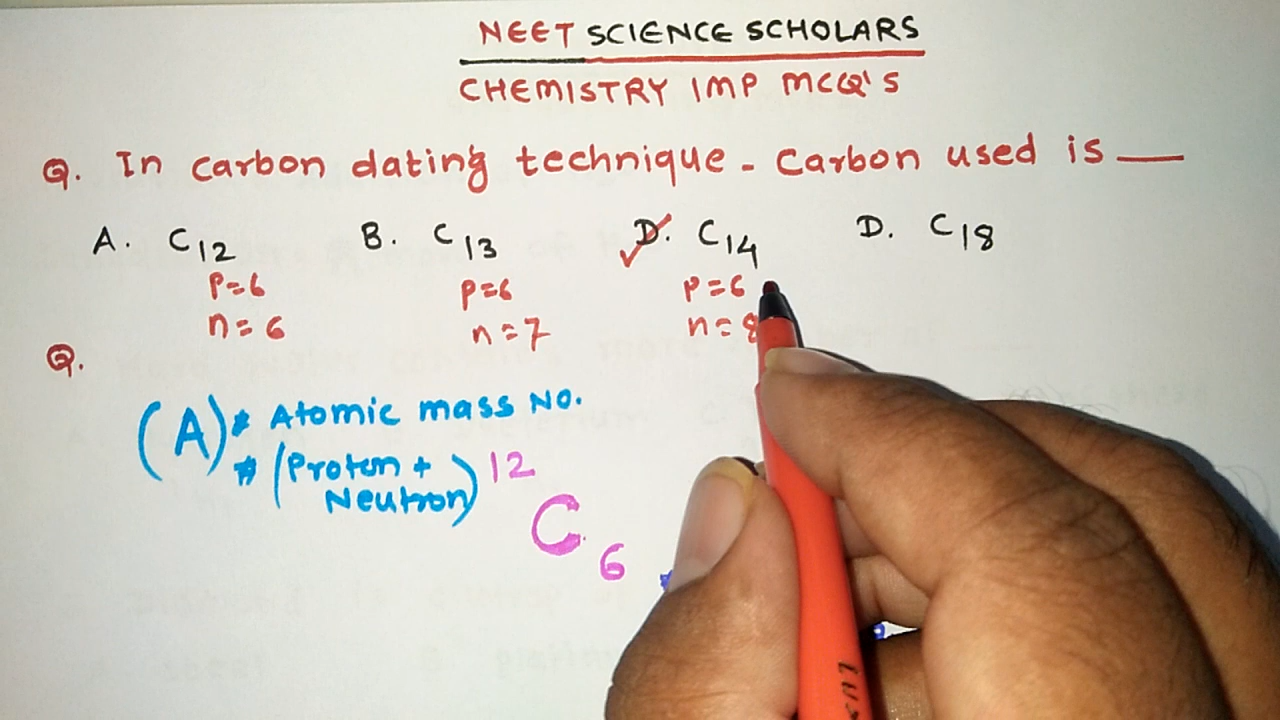 NEET SCIENCE SCHOLARS
CHEMISTRY IMP MCQ'S
Q. In carbon dating technique - Carbon used is ___
A. C12 B. C13 D. C14 D. C18
P=6 P=6 P=6
n=6 n=7 n=8
Q.
(A) * Atomic mass No.
* (Proton +
Neutron)
12
C
6